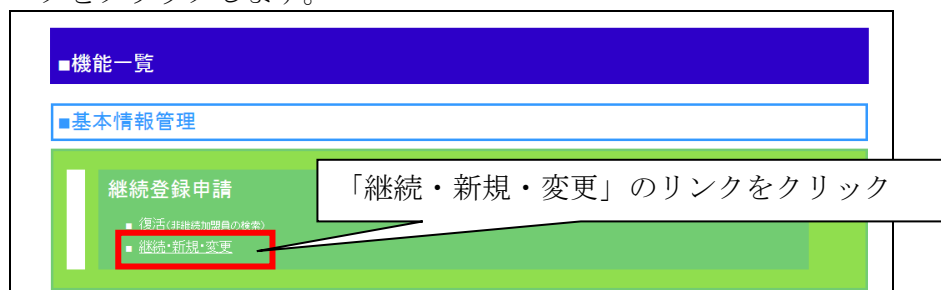 クをクリックします。
■機能一覧
■基本情報管理
継続登録申請
「継続・新規・変更」のリンクをクリック
■ 復活(非継続加盟員の検索)
■ 継続・新規・変更